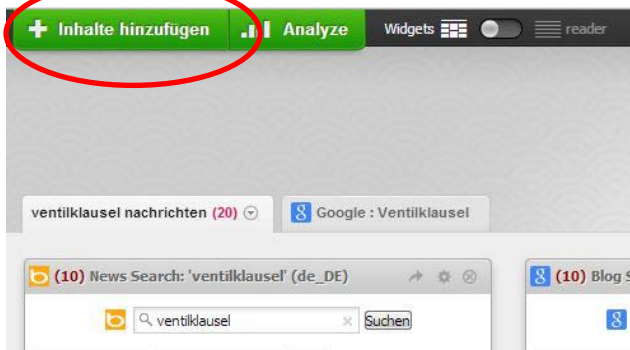 Inhalte hinzufügen Analyze Widgets reader
ventilklausel nachrichten (20) Google : Ventilklausel
(10) News Search: 'ventilklausel' (de_DE) (10) Blog
ventilklausel Suchen